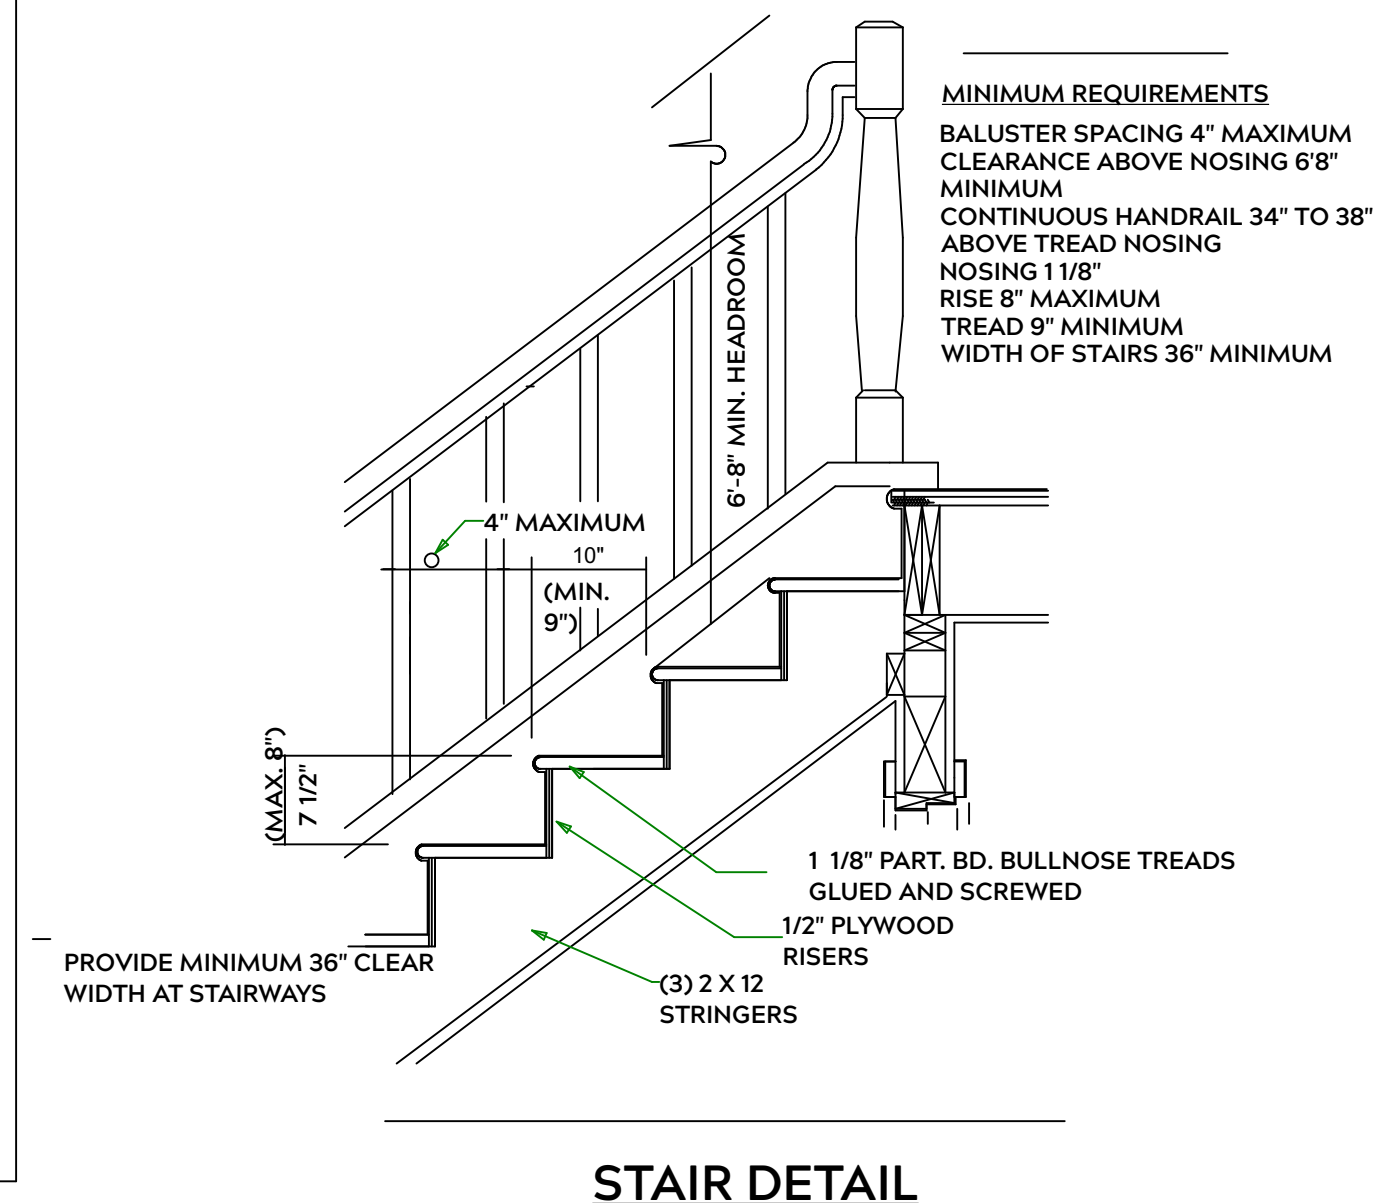 MINIMUM REQUIREMENTS
BALUSTER SPACING 4" MAXIMUM
CLEARANCE ABOVE NOSING 6'8"
MINIMUM
CONTINUOUS HANDRAIL 34" TO 38"
ABOVE TREAD NOSING
NOSING 1 1/8"
RISE 8" MAXIMUM
TREAD 9" MINIMUM
WIDTH OF STAIRS 36" MINIMUM
6'-8" MIN. HEADROOM
4" MAXIMUM
10"
(MIN.
9")
(MAX. 8")
7 1/2"
1 1/8" PART. BD. BULLNOSE TREADS
GLUED AND SCREWED
1/2" PLYWOOD
RISERS
(3) 2 X 12
STRINGERS
PROVIDE MINIMUM 36" CLEAR
WIDTH AT STAIRWAYS
STAIR DETAIL